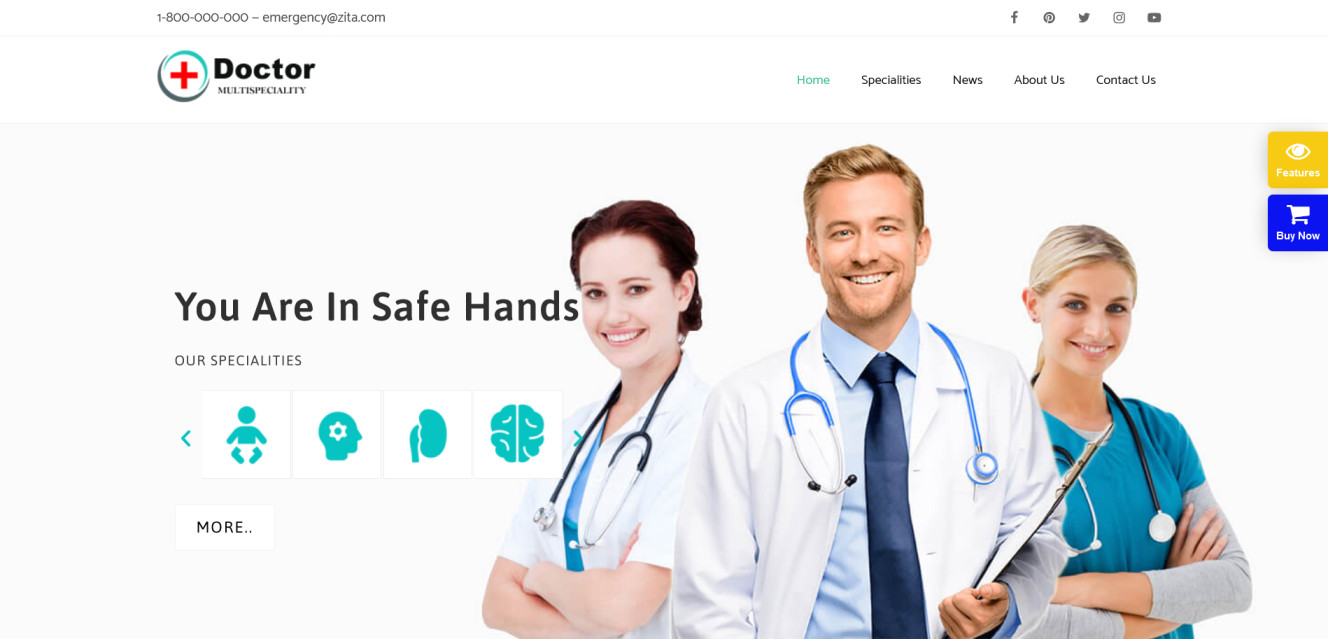 1-800-000-000 – emergency@zita.com
Doctor
MULTISPECIALITY
Home Specialities News About Us Contact Us
Features
Buy Now
You Are In Safe Hands
OUR SPECIALITIES
MORE..